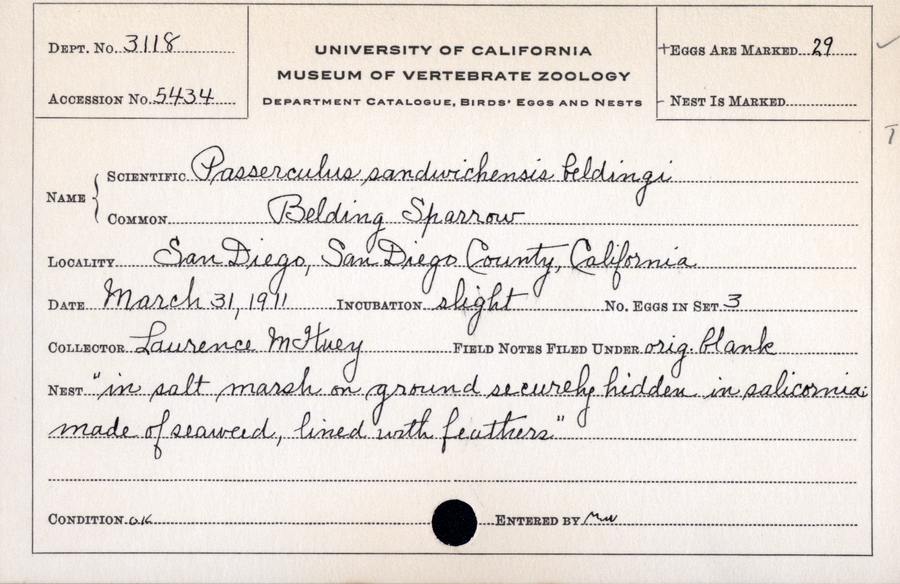 DEPT. No. 3118
ACCESSION No. 5434
UNIVERSITY OF CALIFORNIA
MUSEUM OF VERTEBRATE ZOOLOGY
DEPARTMENT CATALOGUE, BIRDS' EGGS AND NESTS
+EGGS ARE MARKED 29
- NEST IS MARKED
NAME
SCIENTIFIC Passerculus sandwichensis beldingi
COMMON Belding Sparrow
LOCALITY San Diego, San Diego County, California
DATE March 31, 1911 INCUBATION slight No. EGGS IN SET 3
COLLECTOR Laurence M Huey FIELD NOTES FILED UNDER orig. blank
NEST "in salt marsh on ground securely hidden in salicornia;
made of seaweed, lined with feathers"
CONDITION OK ENTERED BY